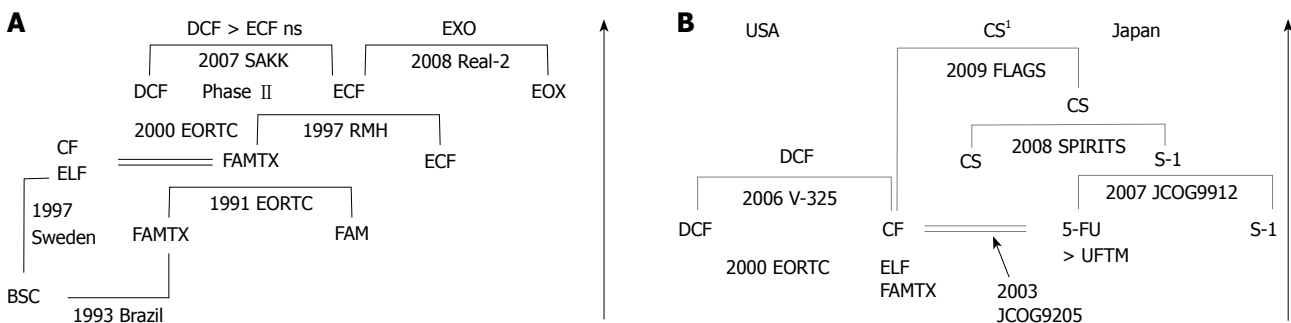 A
DCF > ECF ns
EXO
2007 SAKK
2008 Real-2
DCF
Phase Ⅱ
ECF
EOX
2000 EORTC
1997 RMH
CF
ELF
FAMTX
ECF
1991 EORTC
1997
Sweden
FAMTX
FAM
BSC
1993 Brazil
B
USA
CS¹
Japan
2009 FLAGS
CS
2008 SPIRITS
CS
S-1
DCF
2006 V-325
2007 JCOG9912
DCF
CF
5-FU
> UFTM
S-1
2000 EORTC
ELF
FAMTX
2003
JCOG9205